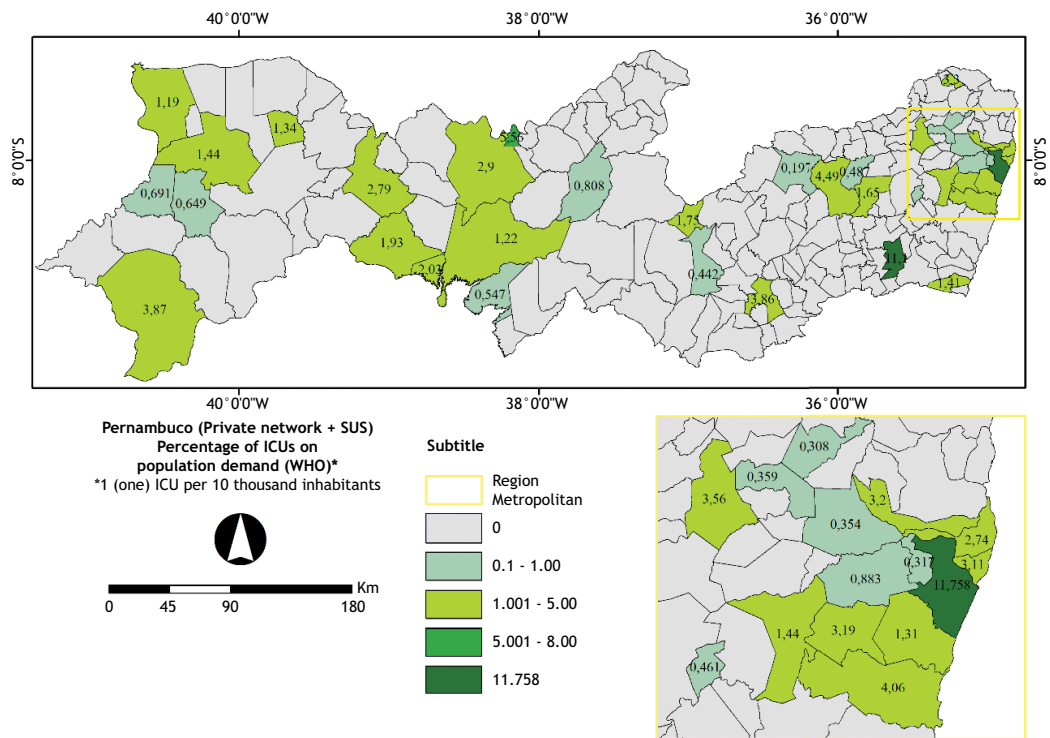 40°0'0"W 38°0'0"W 36°0'0"W
8°0'0"S
8°0'0"S
1,19
1,34
1,44
2,9
2,79
0,808
0,197
4,49
0,48
1,65
0,691
0,649
1,75
1,93
1,22
2,03
0,442
11,1
0,547
3,87
3,86
1,41
40°0'0"W 38°0'0"W 36°0'0"W
Pernambuco (Private network + SUS)
Percentage of ICUs on
population demand (WHO)*
*1 (one) ICU per 10 thousand inhabitants
Km
0 45 90 180
Subtitle
Region
Metropolitan
0
0.1 - 1.00
1.001 - 5.00
5.001 - 8.00
11.758
0,308
0,359
3,56
3,2
0,354
2,74
0,317
3,11
0,883
11,758
1,44
3,19
1,31
0,461
4,06